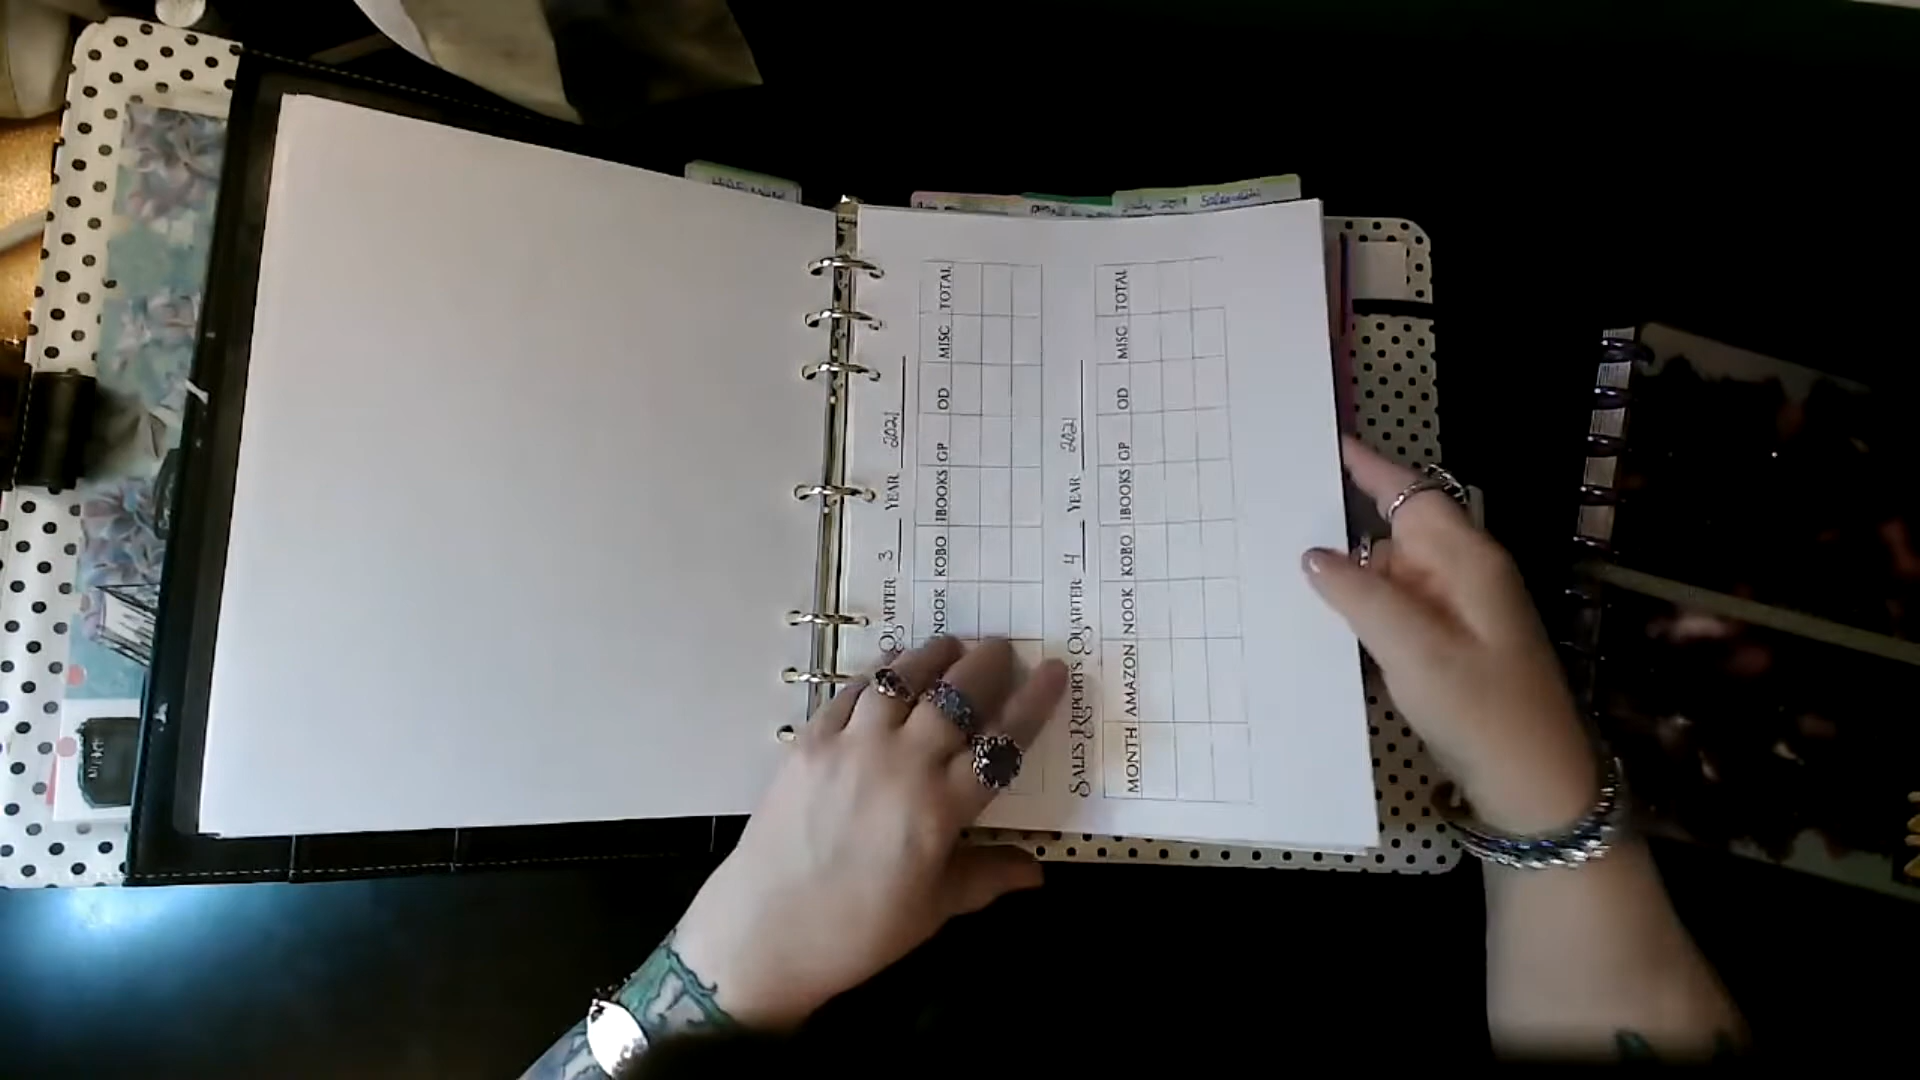 QUARTER 3 YEAR 2021
NOOK KOBO IBOOKS GP OD MISC TOTAL
SALES REPORTS QUARTER 4 YEAR 2021
MONTH AMAZON NOOK KOBO IBOOKS GP OD MISC TOTAL